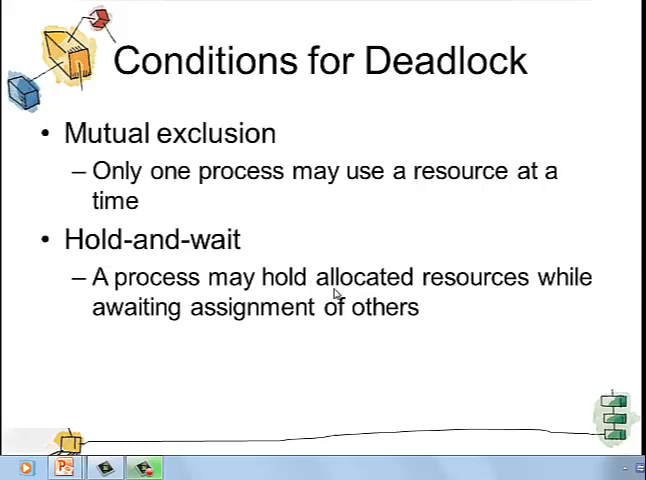 Conditions for Deadlock
• Mutual exclusion
– Only one process may use a resource at a
time
• Hold-and-wait
– A process may hold allocated resources while
awaiting assignment of others